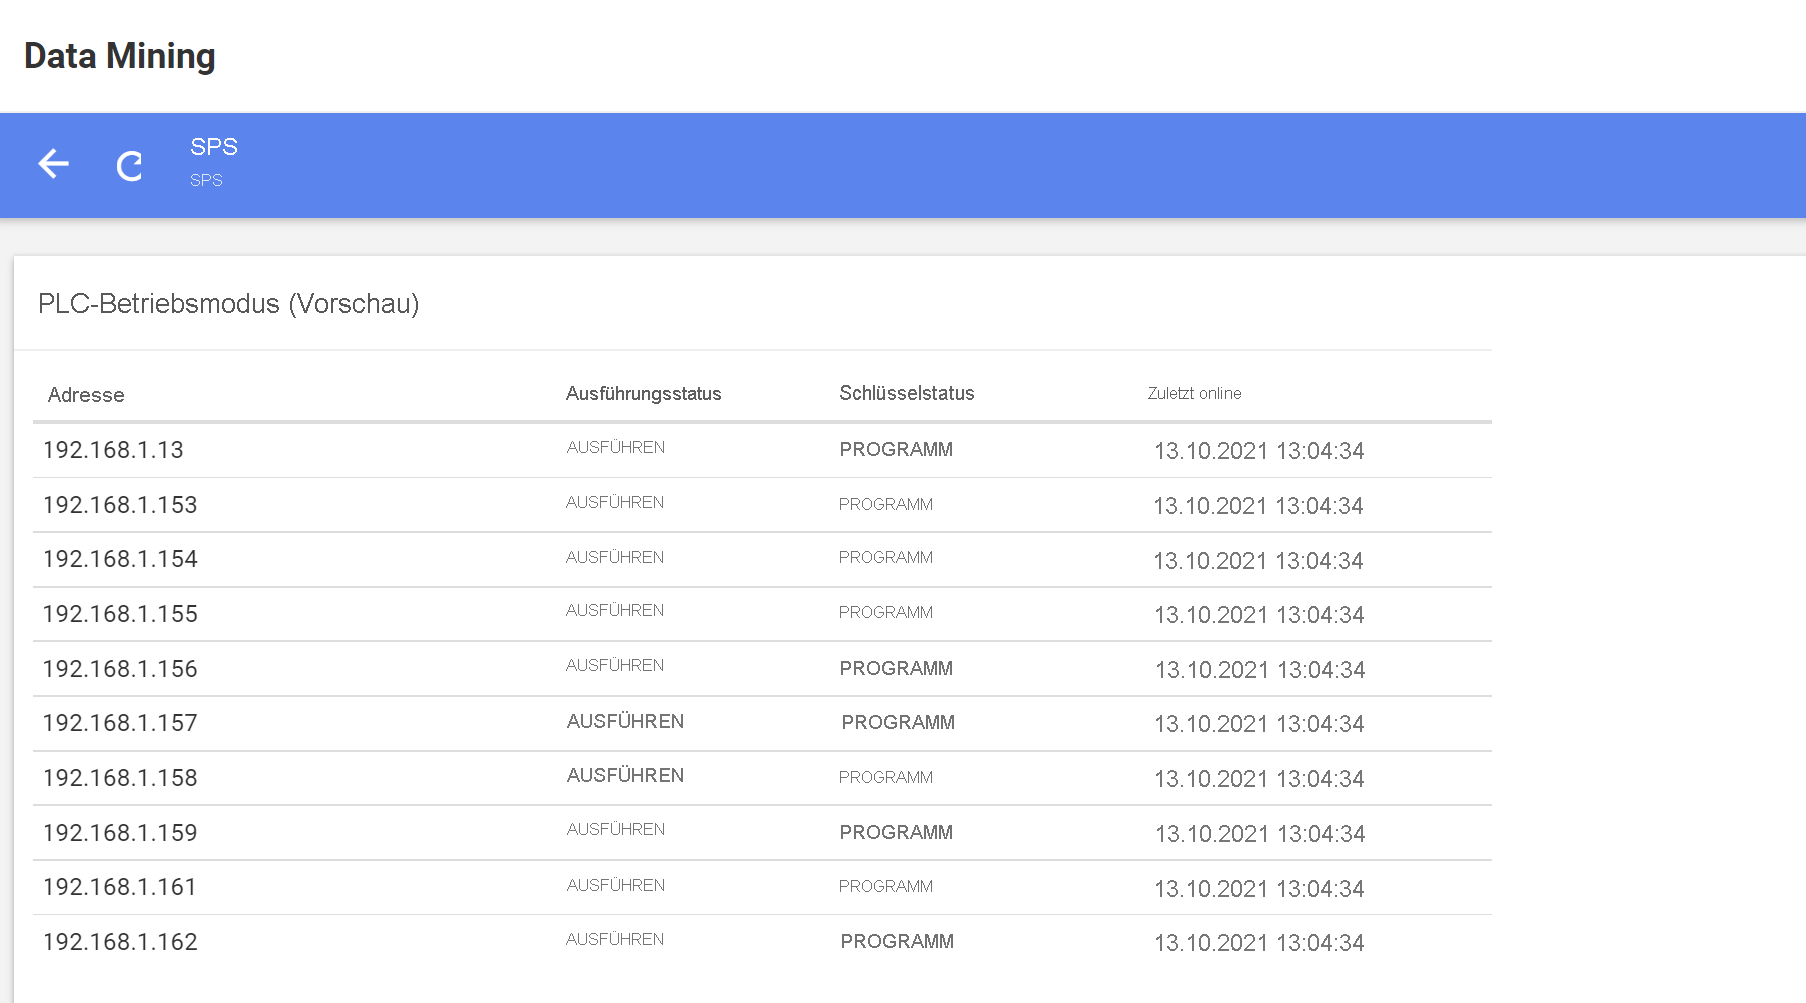 Data Mining
SPS
SPS
PLC-Betriebsmodus (Vorschau)
Adresse Ausführungsstatus Schlüsselstatus Zuletzt online
192.168.1.13 AUSFÜHREN PROGRAMM 13.10.2021 13:04:34
192.168.1.153 AUSFÜHREN PROGRAMM 13.10.2021 13:04:34
192.168.1.154 AUSFÜHREN PROGRAMM 13.10.2021 13:04:34
192.168.1.155 AUSFÜHREN PROGRAMM 13.10.2021 13:04:34
192.168.1.156 AUSFÜHREN PROGRAMM 13.10.2021 13:04:34
192.168.1.157 AUSFÜHREN PROGRAMM 13.10.2021 13:04:34
192.168.1.158 AUSFÜHREN PROGRAMM 13.10.2021 13:04:34
192.168.1.159 AUSFÜHREN PROGRAMM 13.10.2021 13:04:34
192.168.1.161 AUSFÜHREN PROGRAMM 13.10.2021 13:04:34
192.168.1.162 AUSFÜHREN PROGRAMM 13.10.2021 13:04:34